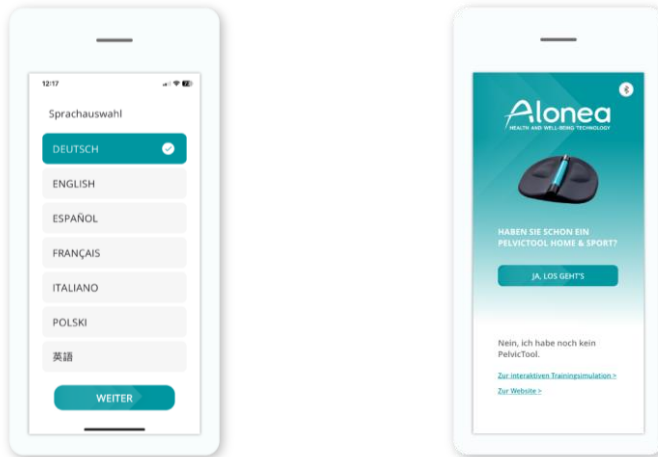 12:17
Sprachauswahl
DEUTSCH
ENGLISH
ESPAÑOL
FRANÇAIS
ITALIANO
POLSKI
英語
WEITER
Alonea
HEALTH AND WELL-BEING TECHNOLOGY
HABEN SIE SCHON EIN
PELVICTOOL HOME & SPORT?
JA, LOS GEHT'S
Nein, ich habe noch kein
PelvicTool.
Zur interaktiven Trainingsimulation >
Zur Website >